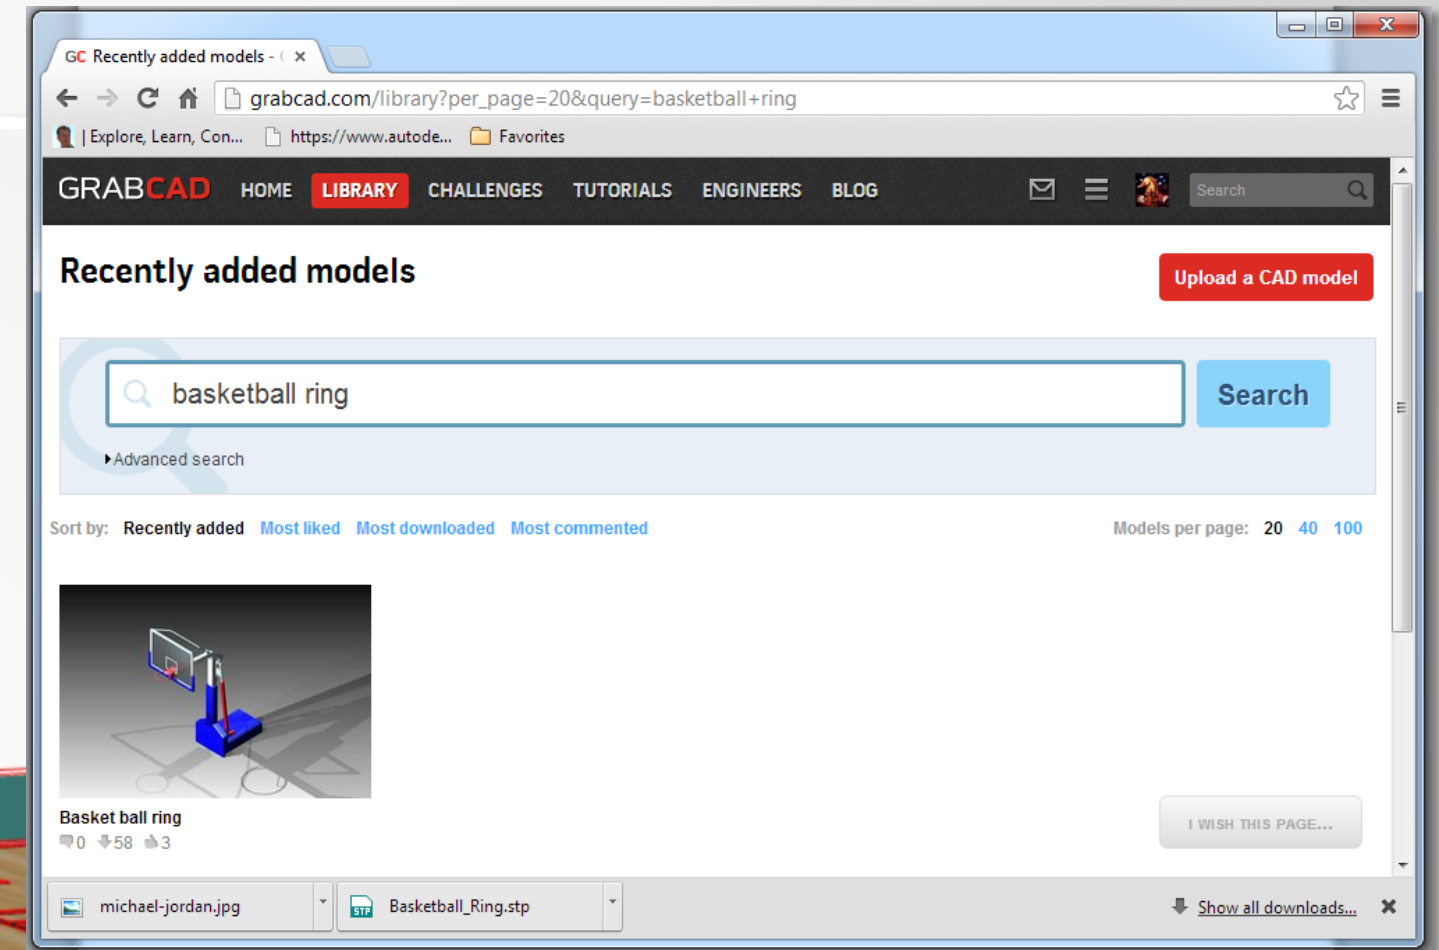 GC Recently added models - (
grabcad.com/library?per_page=20&query=basketball+ring
| Explore, Learn, Con... https://www.autode... Favorites
GRABCAD HOME LIBRARY CHALLENGES TUTORIALS ENGINEERS BLOG Search
Recently added models
Upload a CAD model
basketball ring
Search
Advanced search
Sort by: Recently added Most liked Most downloaded Most commented Models per page: 20 40 100
Basket ball ring
0 58 3
I WISH THIS PAGE...
michael-jordan.jpg STP Basketball_Ring.stp Show all downloads...